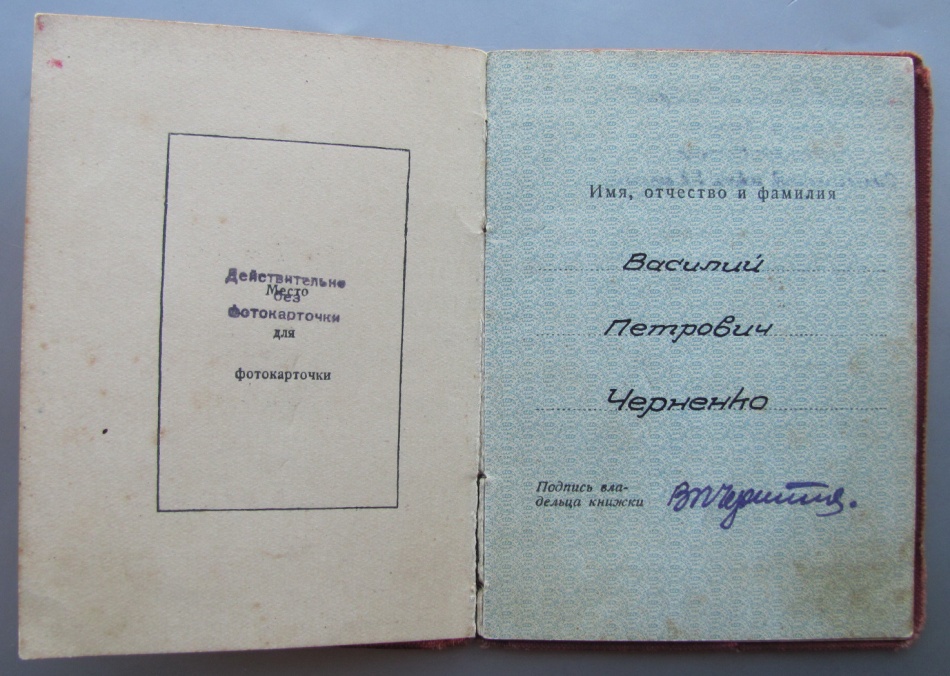 Действительно
Место
без
фотокарточки
для
фотокарточки
Имя, отчество и фамилия
Василий
Петрович
Черненко
Подпись вла-
дельца книжки